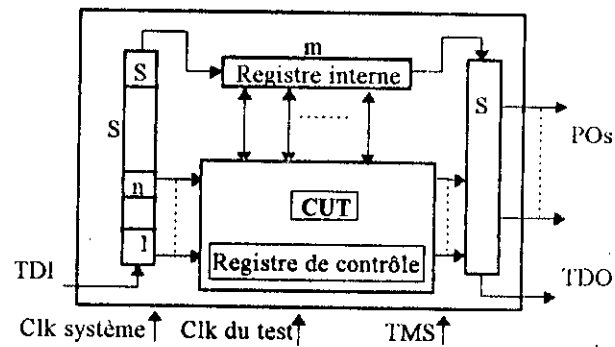 m
S
Registre interne
S
S
POs
n
CUT
1
Registre de contrôle
TDI
TDO
Clk système
Clk du test
TMS